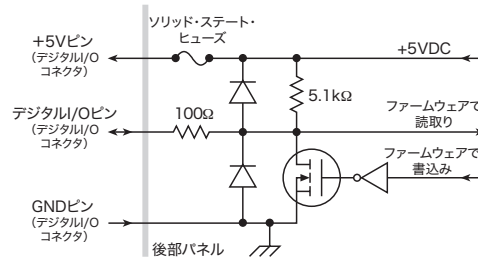 ソリッド・ステート・
ヒューズ
+5Vピン
(デジタルI/O
コネクタ)
+5VDC
5.1kΩ
デジタルI/Oピン
(デジタルI/O
コネクタ)
100Ω
ファームウェアで
読取り
ファームウェアで
書込み
GNDピン
(デジタルI/O
コネクタ)
後部パネル